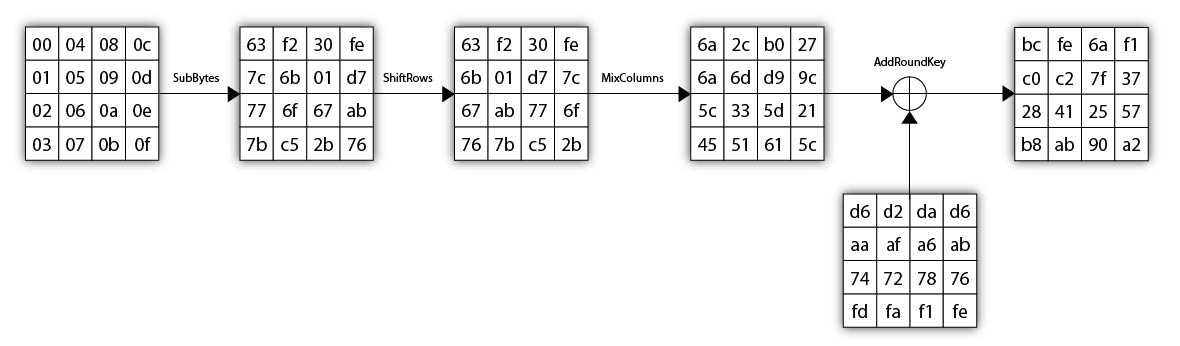 00 04 08 0c
01 05 09 0d
02 06 0a 0e
03 07 0b 0f
SubBytes
63 f2 30 fe
7c 6b 01 d7
77 6f 67 ab
7b c5 2b 76
ShiftRows
63 f2 30 fe
6b 01 d7 7c
67 ab 77 6f
76 7b c5 2b
MixColumns
6a 2c b0 27
6a 6d d9 9c
5c 33 5d 21
45 51 61 5c
AddRoundKey
d6 d2 da d6
aa af a6 ab
74 72 78 76
fd fa f1 fe
bc fe 6a f1
c0 c2 7f 37
28 41 25 57
b8 ab 90 a2